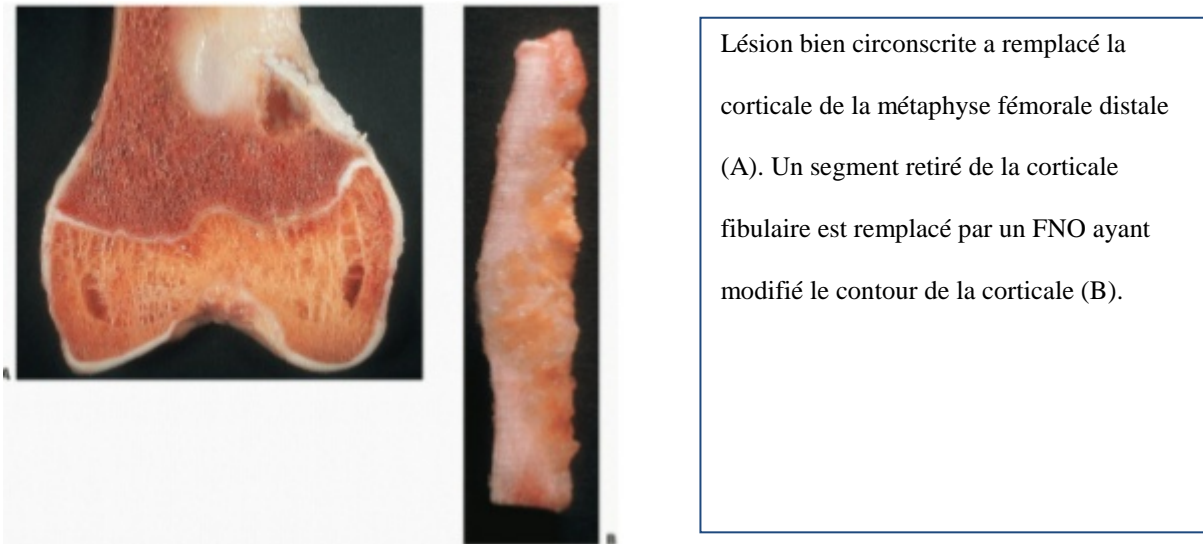 Lésion bien circonscrite a remplacé la
corticale de la métaphyse fémorale distale
(A). Un segment retiré de la corticale
fibulaire est remplacé par un FNO ayant
modifié le contour de la corticale (B).
A
B